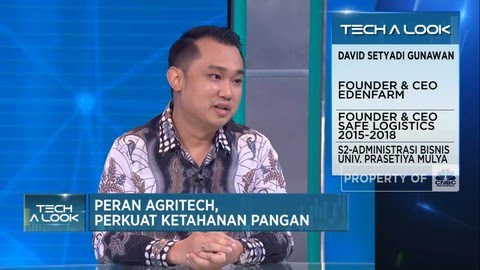 TECH A LOOK
DAVID SETYADI GUNAWAN
FOUNDER & CEO
EDENFARM
FOUNDER & CEO
SAFE LOGISTICS
2015-2018
S2-ADMINISTRASI BISNIS
UNIV. PRASETIYA MULYA
PROPERTY OF CNBC
TECH
A LOOK
PERAN AGRITECH,
PERKUAT KETAHANAN PANGAN